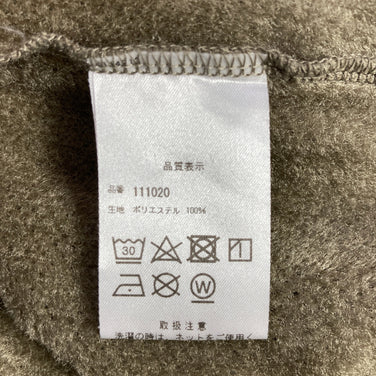 品質表示
品番 111020
生地 ポリエステル 100%
30
W
取扱注意
洗濯の時は、ネットをご使用く